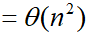 = θ(n²)